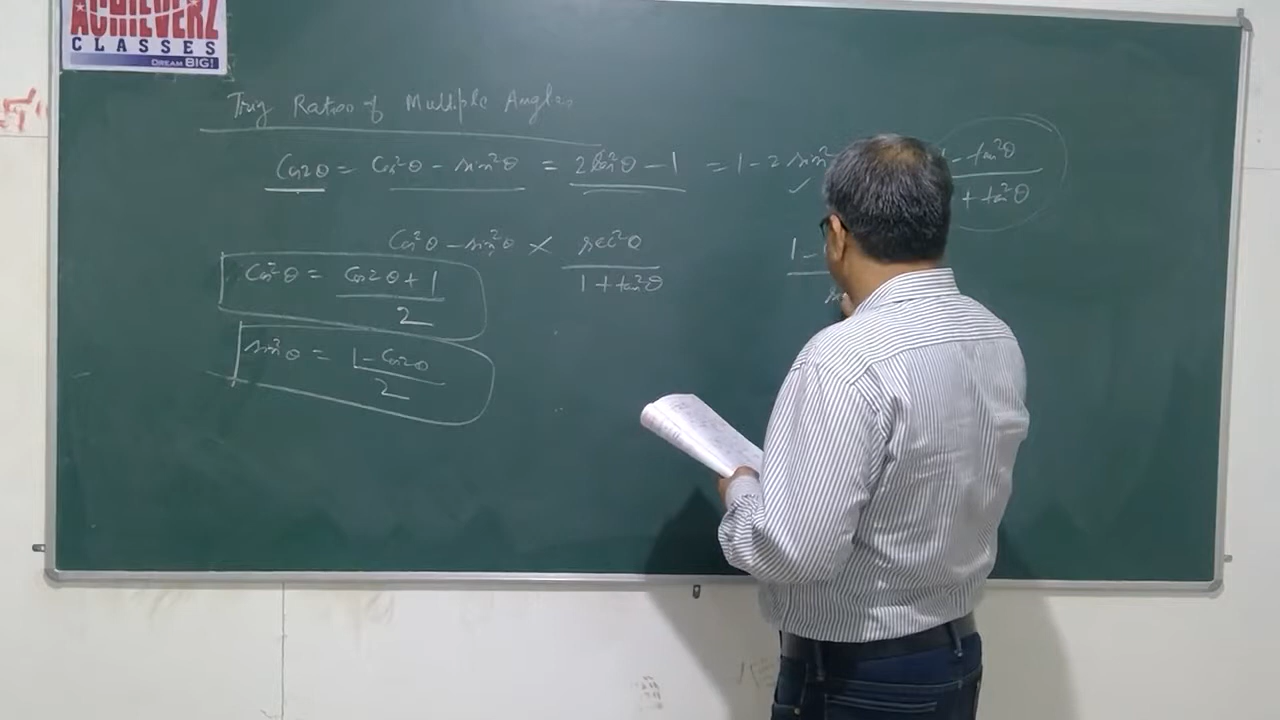 ACHIEVERZ
CLASSES
DREAM BIG!
Trig Ratios of Multiple Angles
Cos2θ = Cos²θ - sin²θ = 2Cos²θ - 1 = 1 - 2 sin² - tan²θ / + tan²θ
Cos²θ - sin²θ × sec²θ / 1 + tan²θ
1 -
Cos²θ = Cos2θ + 1 / 2
sin²θ = 1 - Cos2θ / 2